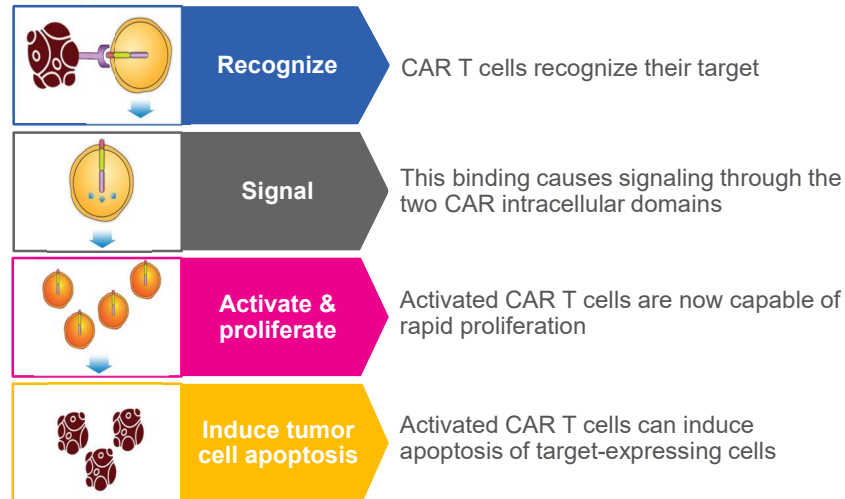 Recognize
CAR T cells recognize their target
Signal
This binding causes signaling through the
two CAR intracellular domains
Activate &
proliferate
Activated CAR T cells are now capable of
rapid proliferation
Induce tumor
cell apoptosis
Activated CAR T cells can induce
apoptosis of target-expressing cells